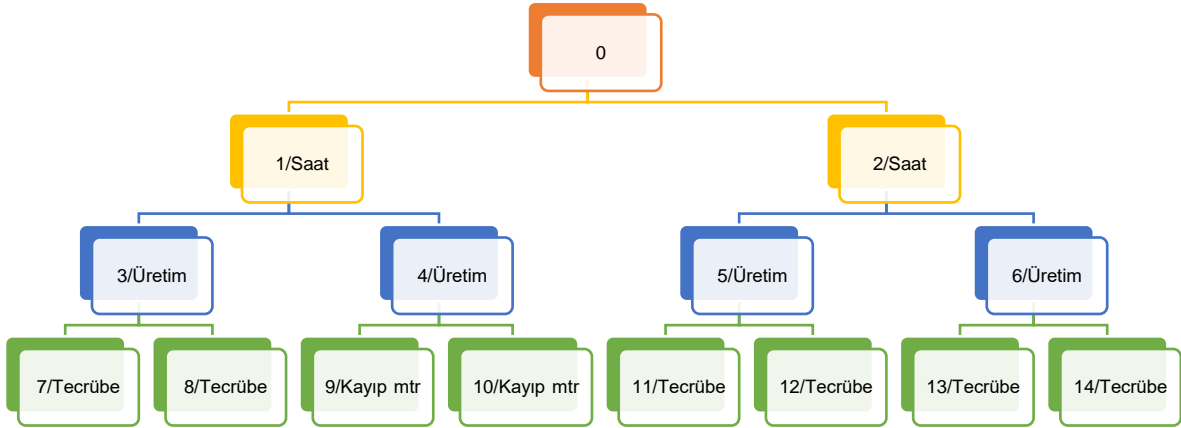 0
1/Saat
2/Saat
3/Üretim
4/Üretim
5/Üretim
6/Üretim
7/Tecrübe
8/Tecrübe
9/Kayıp mtr
10/Kayıp mtr
11/Tecrübe
12/Tecrübe
13/Tecrübe
14/Tecrübe